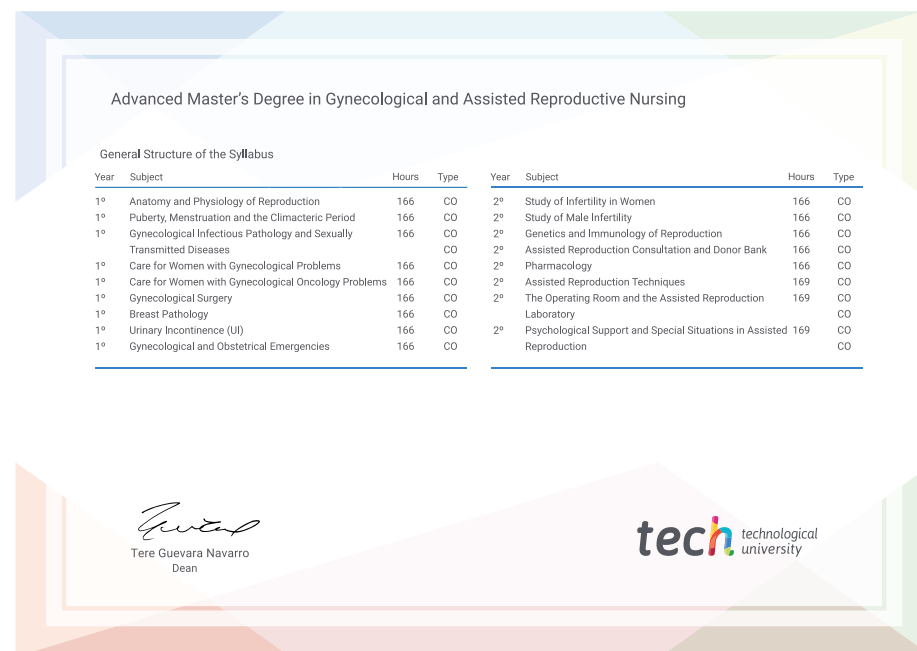 Advanced Master's Degree in Gynecological and Assisted Reproductive Nursing
General Structure of the Syllabus
Year Subject Hours Type
1º Anatomy and Physiology of Reproduction 166 CO
1º Puberty, Menstruation and the Climacteric Period 166 CO
1º Gynecological Infectious Pathology and Sexually 166 CO
Transmitted Diseases CO
1º Care for Women with Gynecological Problems 166 CO
1º Care for Women with Gynecological Oncology Problems 166 CO
1º Gynecological Surgery 166 CO
1º Breast Pathology 166 CO
1º Urinary Incontinence (UI) 166 CO
1º Gynecological and Obstetrical Emergencies 166 CO
Year Subject Hours Type
2º Study of Infertility in Women 166 CO
2º Study of Male Infertility 166 CO
2º Genetics and Immunology of Reproduction 166 CO
2º Assisted Reproduction Consultation and Donor Bank 166 CO
2º Pharmacology 166 CO
2º Assisted Reproduction Techniques 169 CO
2º The Operating Room and the Assisted Reproduction 169 CO
Laboratory CO
2º Psychological Support and Special Situations in Assisted 169 CO
Reproduction CO
Tere Guevara Navarro
Dean
tech technological
university